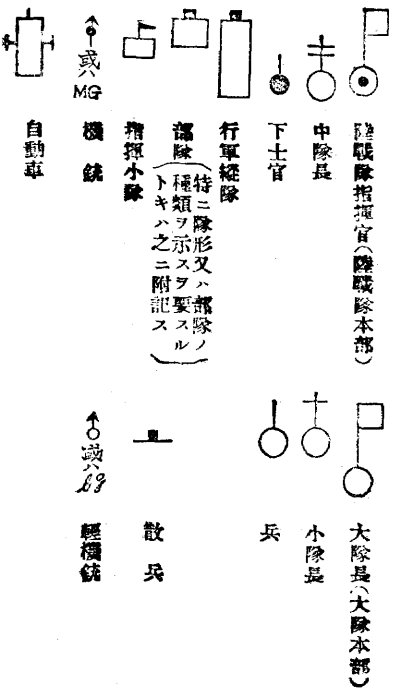 陸戰隊指揮官(陸戰隊本部)
中隊長
下士官
行軍縱隊
部隊(特ニ隊形又ハ部隊ノ
種類ヲ示スヲ要スル
トキハ之ニ附記ス)
指揮小隊
或ハ
MG
機銃
自動車
大隊長(大隊本部)
小隊長
兵
散兵
或ハ
lg
輕機銃